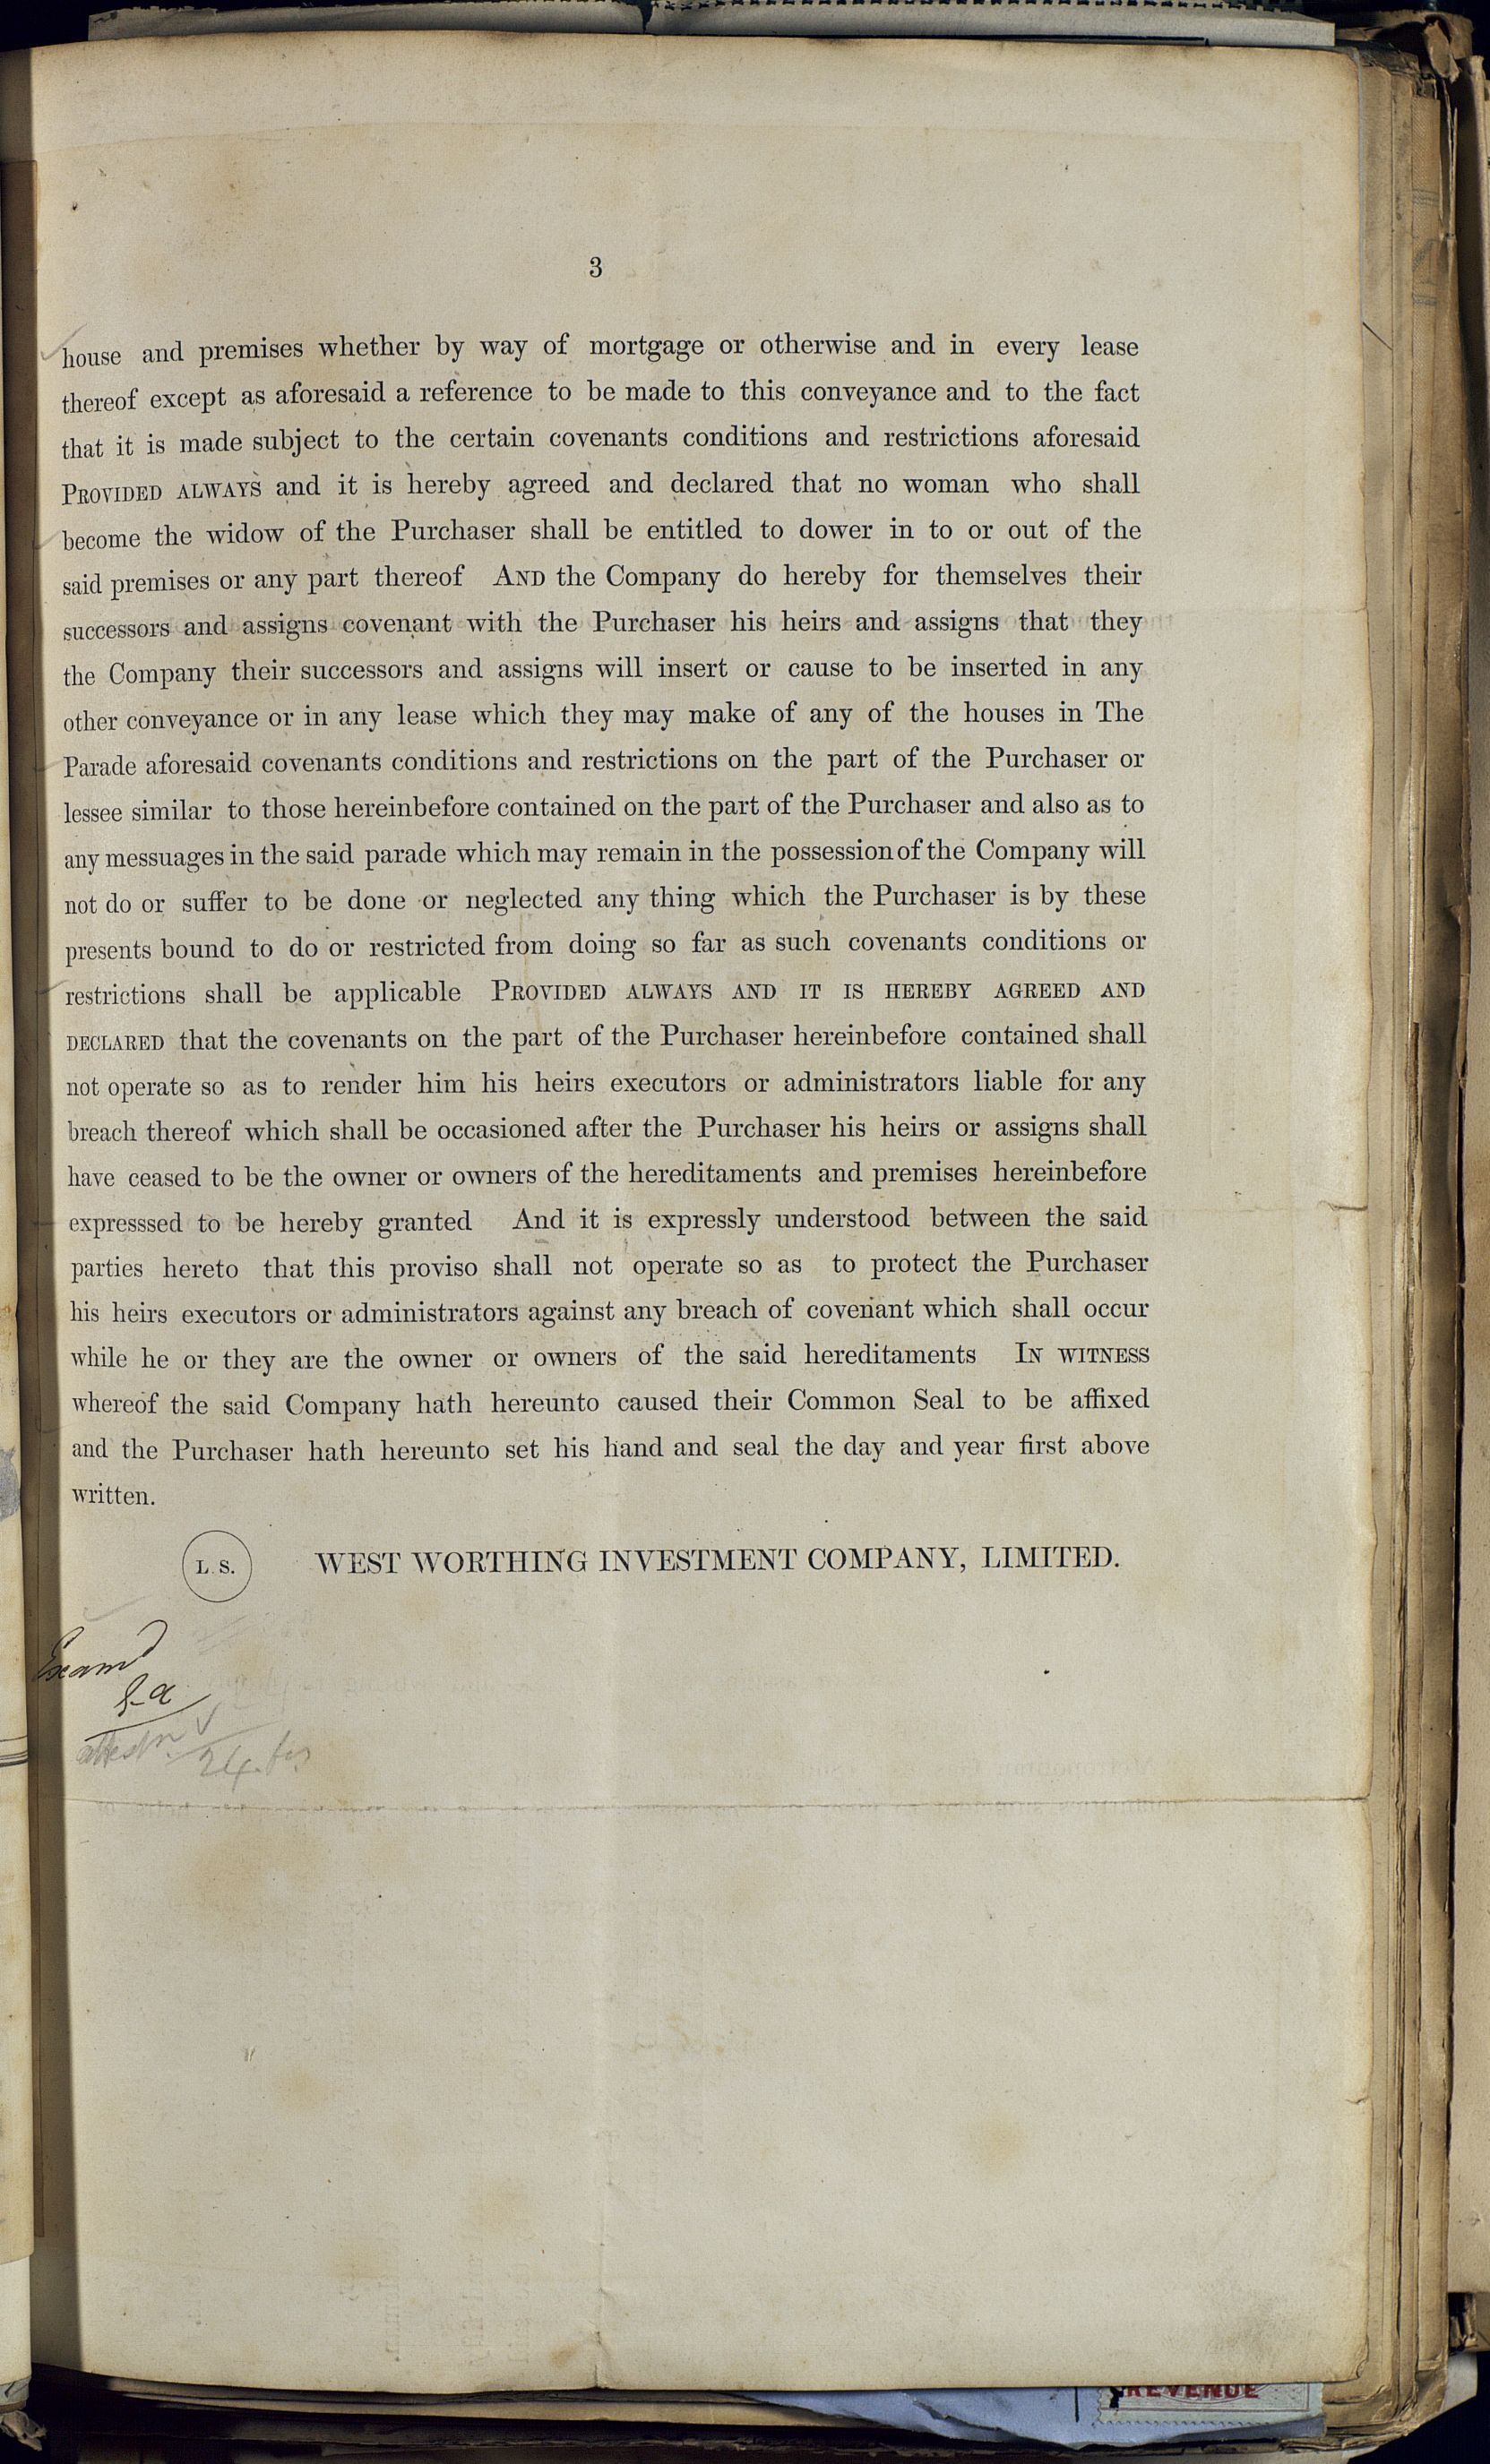 3
house and premises whether by way of mortgage or otherwise and in every lease
thereof except as aforesaid a reference to be made to this conveyance and to the fact
that it is made subject to the certain covenants conditions and restrictions aforesaid
PROVIDED ALWAYS and it is hereby agreed and declared that no woman who shall
become the widow of the Purchaser shall be entitled to dower in to or out of the
said premises or any part thereof AND the Company do hereby for themselves their
successors and assigns covenant with the Purchaser his heirs and assigns that they
the Company their successors and assigns will insert or cause to be inserted in any
other conveyance or in any lease which they may make of any of the houses in The
Parade aforesaid covenants conditions and restrictions on the part of the Purchaser or
lessee similar to those hereinbefore contained on the part of the Purchaser and also as to
any messuages in the said parade which may remain in the possession of the Company will
not do or suffer to be done or neglected any thing which the Purchaser is by these
presents bound to do or restricted from doing so far as such covenants conditions or
restrictions shall be applicable PROVIDED ALWAYS AND IT IS HEREBY AGREED AND
DECLARED that the covenants on the part of the Purchaser hereinbefore contained shall
not operate so as to render him his heirs executors or administrators liable for any
breach thereof which shall be occasioned after the Purchaser his heirs or assigns shall
have ceased to be the owner or owners of the hereditaments and premises hereinbefore
expresssed to be hereby granted And it is expressly understood between the said
parties hereto that this proviso shall not operate so as to protect the Purchaser
his heirs executors or administrators against any breach of covenant which shall occur
while he or they are the owner or owners of the said hereditaments IN WITNESS
whereof the said Company hath hereunto caused their Common Seal to be affixed
and the Purchaser hath hereunto set his hand and seal the day and year first above
written.
L. S. WEST WORTHING INVESTMENT COMPANY, LIMITED.
Examd
24. fos
REVENUE